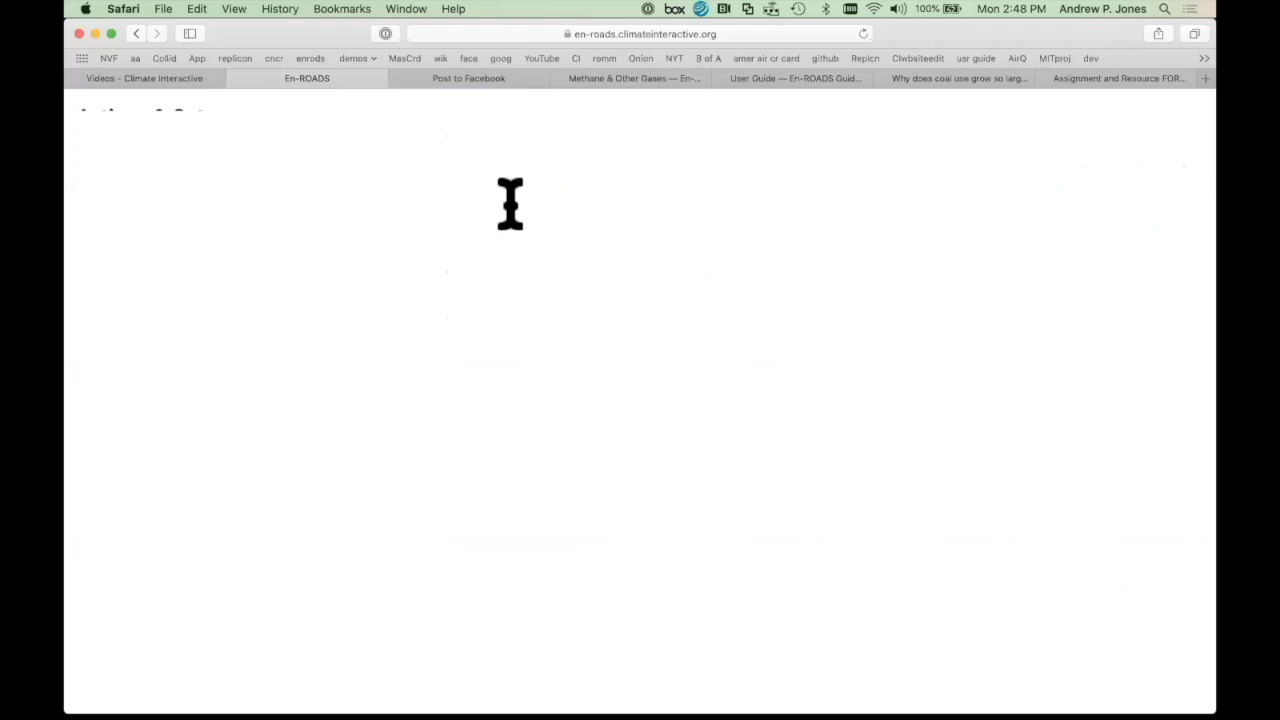 Safari File Edit View History Bookmarks Window Help box 100% Mon 2:48 PM Andrew P. Jones
en-roads.climateinteractive.org
NVF aa Collid App replicon cncr enrods demos MasCrd wik face goog YouTube CI romm Onion NYT B of A amer air cr card github Replcn CIwbsiteedit usr guide AirQ MITproj dev
Videos - Climate Interactive En-ROADS Post to Facebook Methane & Other Gases — En-... User Guide — En-ROADS Guid... Why does coal use grow so larg... Assignment and Resource FOR...